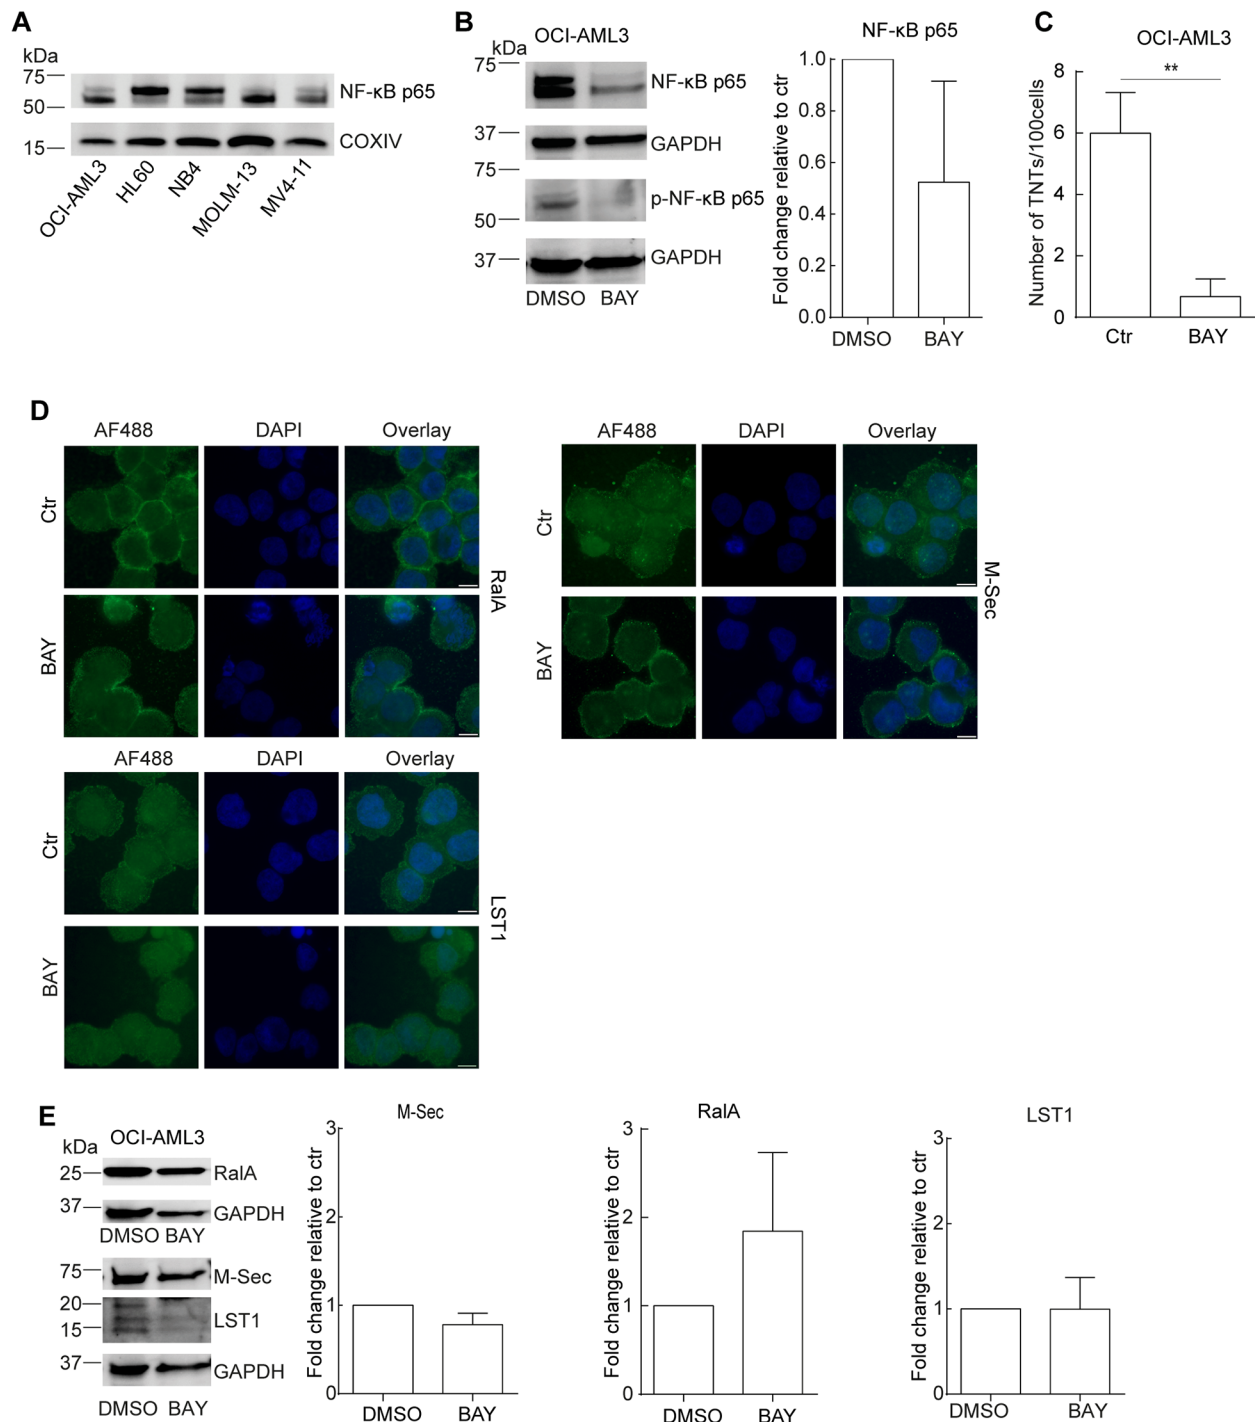 A
kDa
75
50
15
NF-κB p65
COXIV
OCI-AML3
HL60
NB4
MOLM-13
MV4-11
B
OCI-AML3
kDa
75
NF-κB p65
37
GAPDH
75
p-NF-κB p65
50
37
GAPDH
DMSO BAY
NF-κB p65
Fold change relative to ctr
1.0
0.8
0.6
0.4
0.2
0.0
DMSO BAY
C
OCI-AML3
**
Number of TNTs/100cells
8
6
4
2
0
Ctr BAY
D
AF488 DAPI Overlay
Ctr
BAY
RalA
AF488 DAPI Overlay
Ctr
BAY
M-Sec
AF488 DAPI Overlay
Ctr
BAY
LST1
E
OCI-AML3
kDa
25
RalA
37
GAPDH
DMSO BAY
75
M-Sec
20
15
LST1
37
GAPDH
DMSO BAY
M-Sec
Fold change relative to ctr
3
2
1
0
DMSO BAY
RalA
Fold change relative to ctr
3
2
1
0
DMSO BAY
LST1
Fold change relative to ctr
3
2
1
0
DMSO BAY